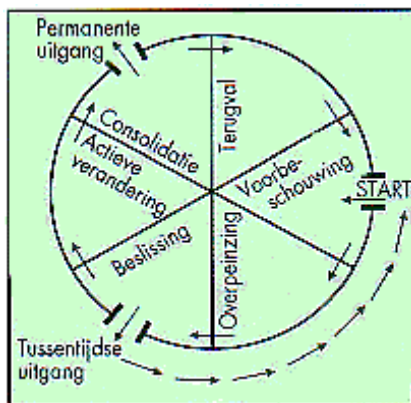 Permanente
uitgang
Terugval
Consolidatie
Actieve
verandering
Voorbe-
schouwing
START
Beslissing
Overpeinzing
Tussentijdse
uitgang